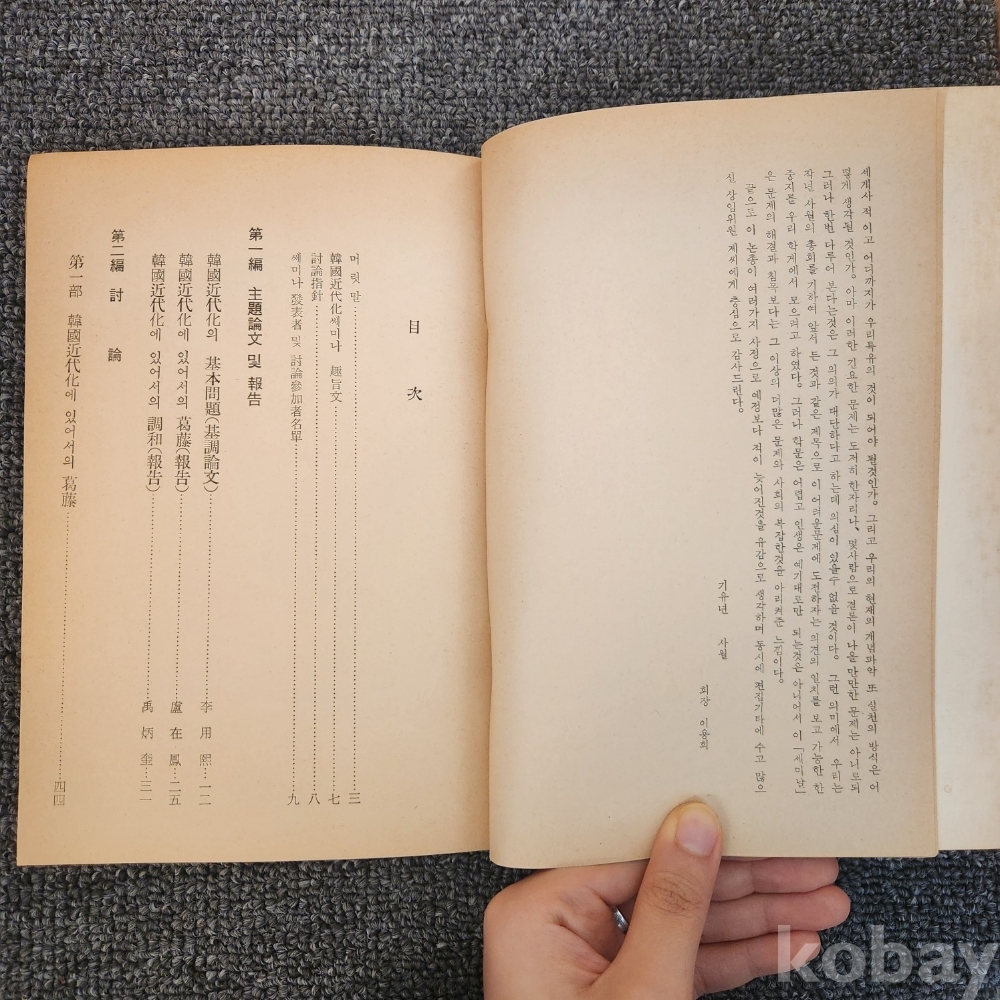 세계사 적 이고 어디까지가 우리특유의 것이 되어야 될것인가. 그리고 우리의 현재의 개념파악 또 실천의 방식은 어
떻게 생각될 것인가. 아마 이러한 긴요한 문제는 도저히 한자리나, 몇사람으로 결론이 나올 만만한 문제는 아니로되
그러나 한번 다루어 본다는것은 그 의의가 대단하다고 하는데 의심이 있을수 없을 것이다. 그런 의미에서 우리는
작년 사월의 총회를 기하여 앞서 든 것과 같은 제목으로 이 어려운문제에 도전하자는 의견의 일치를 보고 가능한 한
중지를 우리 학계에서 모으려고 하였다. 그러나 학문은 어렵고 인생은 예기대로만 되는것은 아니어서 이 「세미날」
은 문제의 해결과 침묵보다는 그 이상의 더많은 문제와 사회의 복잡한것을 아리켜준 느낌이다.
끝으로 이 논총이 여러가지 사정으로 예정보다 적이 늦어진것을 유감으로 생각하며 동시에 편집기타에 수고 많으
신 상임위원 제씨에게 충심으로 감사드린다.
기유년 사월
회장 이용희
目次
머릿말…三
韓國近代化쎄미나 趣旨文…七
討論指針…八
쎄미나 發表者 및 討論參加者名單…九
第一編 主題論文 및 報告
韓國近代化의 基本問題(基調論文)…李用熙…一二
韓國近代化에 있어서의 葛藤(報告)…盧在鳳…二五
韓國近代化에 있어서의 調和(報告)…禹炳奎…三一
第二編 討論
第一部 韓國近代化에 있어서의 葛藤…四四
kobay